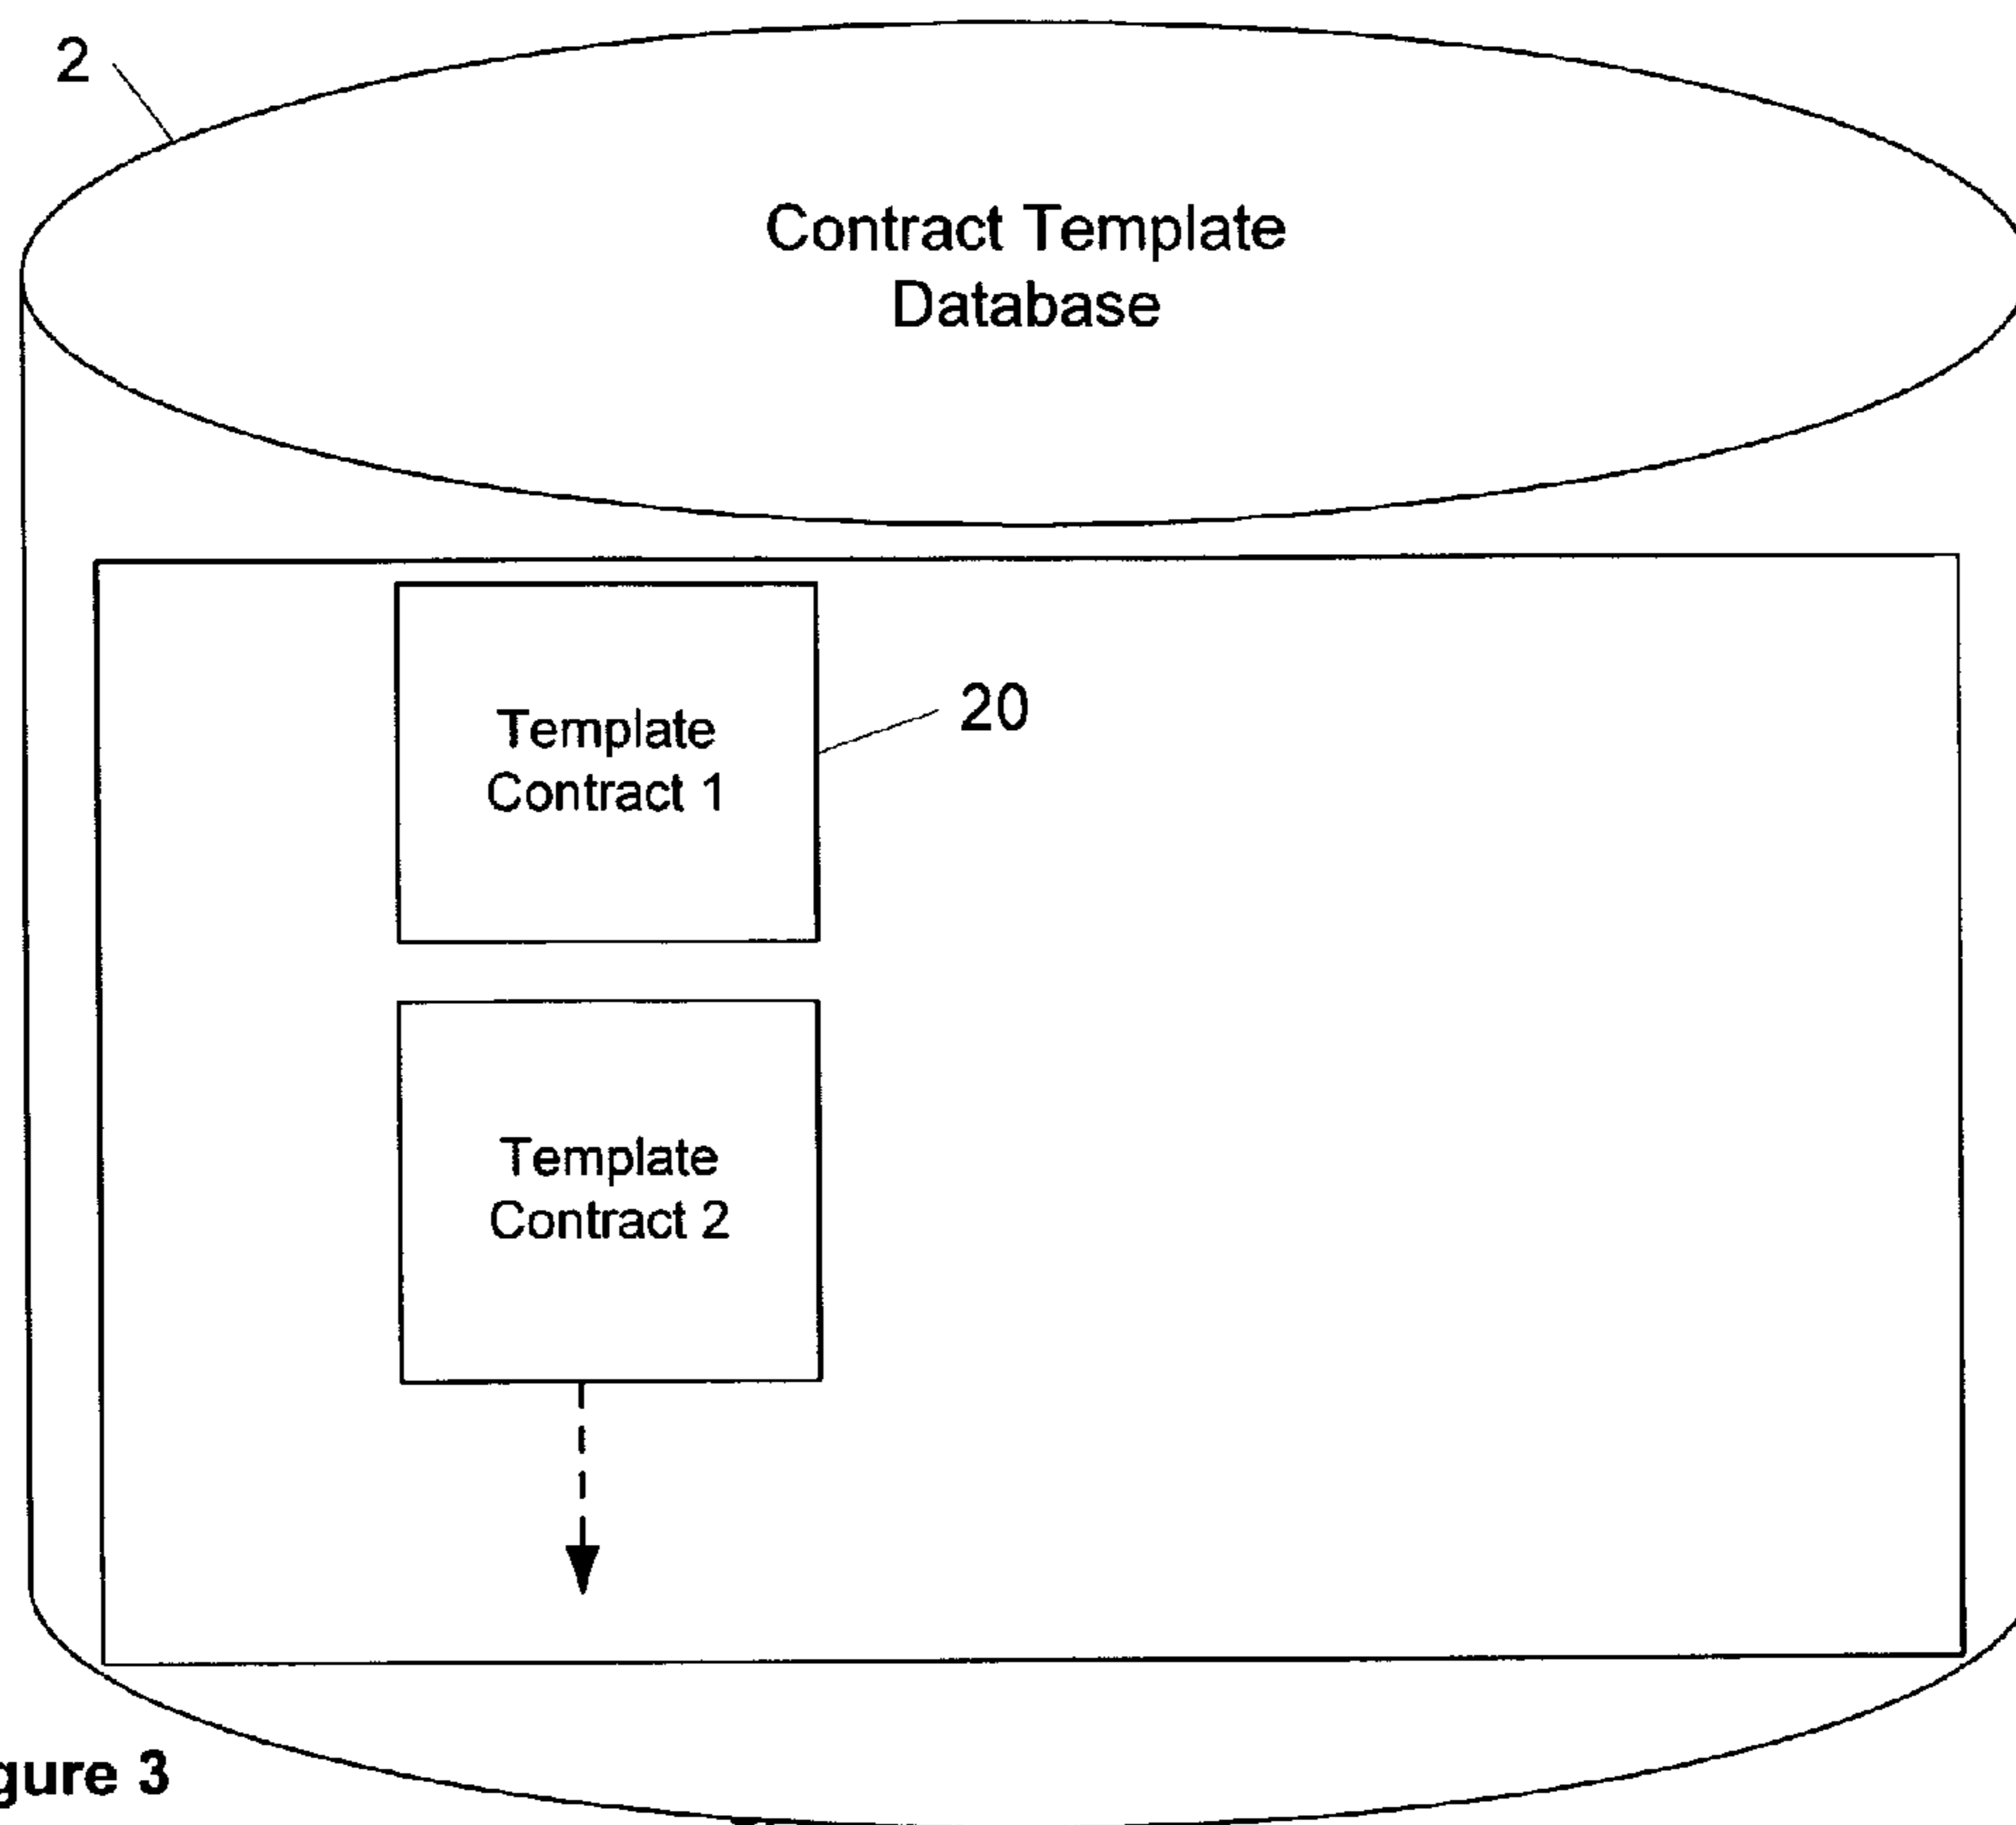 2
Contract Template
Database
Template
Contract 1
20
Template
Contract 2
gure 3